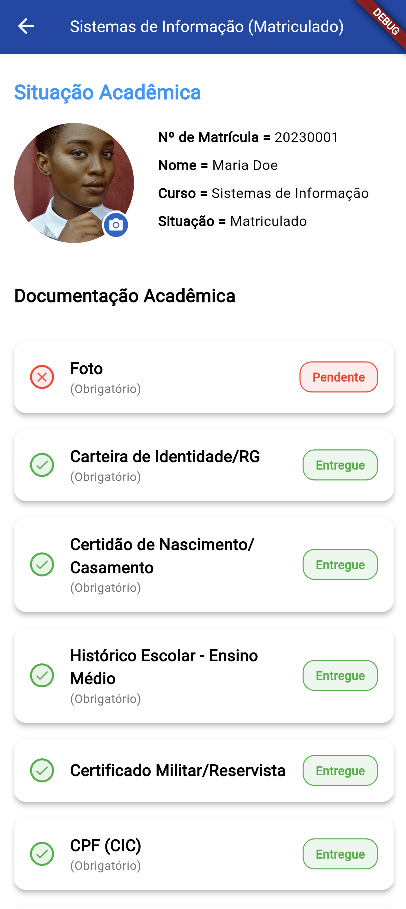 Sistemas de Informação (Matriculado)
DEBUG
Situação Acadêmica
Nº de Matrícula = 20230001
Nome = Maria Doe
Curso = Sistemas de Informação
Situação = Matriculado
Documentação Acadêmica
Foto
(Obrigatório)
Pendente
Carteira de Identidade/RG
(Obrigatório)
Entregue
Certidão de Nascimento/
Casamento
(Obrigatório)
Entregue
Histórico Escolar - Ensino
Médio
(Obrigatório)
Entregue
Certificado Militar/Reservista
Entregue
CPF (CIC)
(Obrigatório)
Entregue